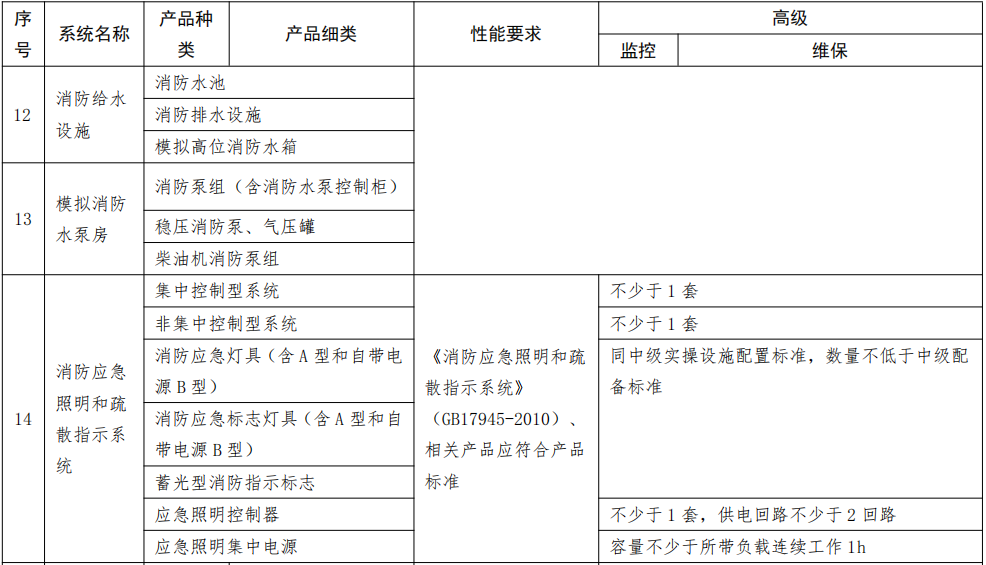 序号
系统名称
产品种类
产品细类
性能要求
高级
监控
维保
12
消防给水
设施
消防水池
消防排水设施
模拟高位消防水箱
13
模拟消防
水泵房
消防泵组（含消防水泵控制柜）
稳压消防泵、气压罐
柴油机消防泵组
14
消防应急
照明和疏
散指示系
统
集中控制型系统
非集中控制型系统
消防应急灯具（含 A 型和自带电
源 B 型）
消防应急标志灯具（含 A 型和自
带电源 B 型）
蓄光型消防指示标志
应急照明控制器
应急照明集中电源
《消防应急照明和疏
散指示系统》
（GB17945-2010）、
相关产品应符合产品
标准
不少于 1 套
不少于 1 套
同中级实操设施配置标准，数量不低于中级配
备标准
不少于 1 套，供电回路不少于 2 回路
容量不少于所带负载连续工作 1h